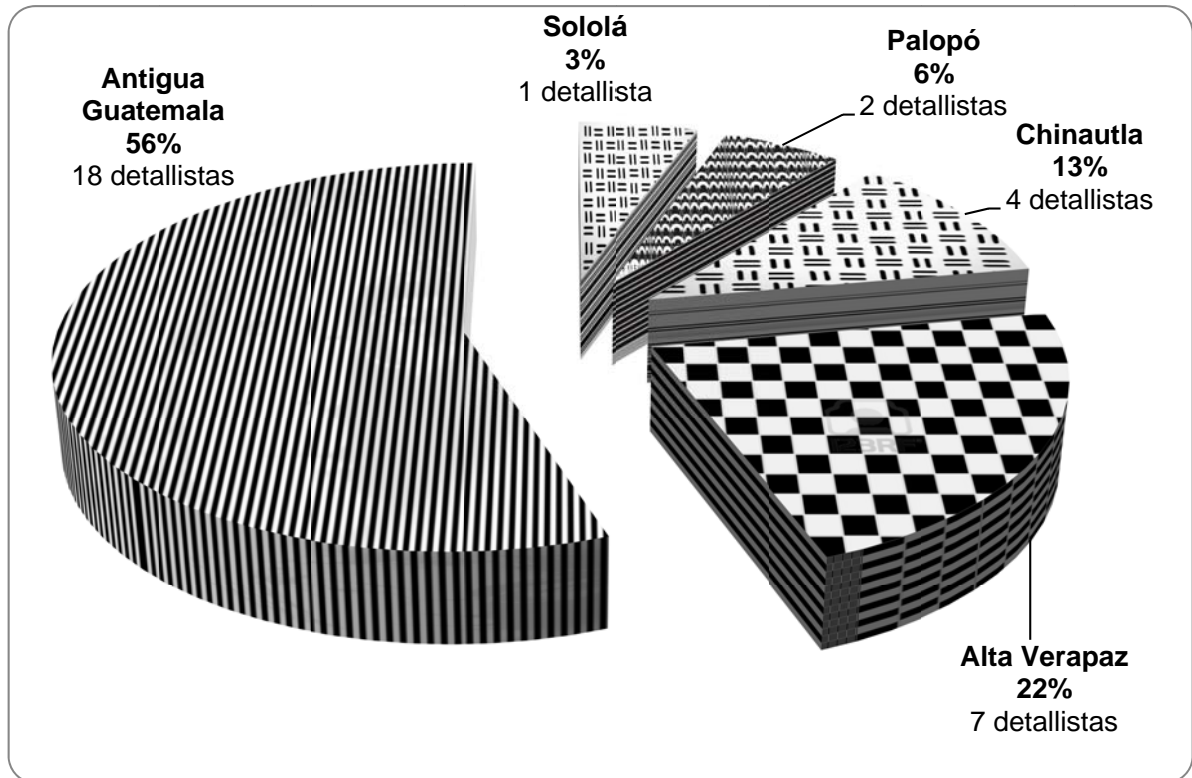 Sololá
3%
1 detallista
Palopó
6%
2 detallistas
Antigua
Guatemala
56%
18 detallistas
Chinautla
13%
4 detallistas
Alta Verapaz
22%
7 detallistas